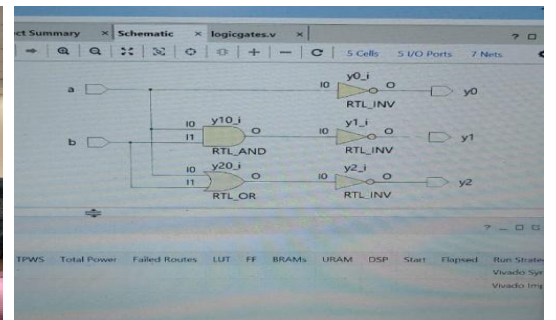 ct Summary × Schematic × logicgates.v ×
5 Cells 5 I/O Ports 7 Nets
a
I0 y0_i O
RTL_INV
y0
b
I0 y10_i O
I1
RTL_AND
I0 y1_i O
RTL_INV
y1
I0 y20_i O
I1
RTL_OR
I0 y2_i O
RTL_INV
y2
TPWS Total Power Failed Routes LUT FF BRAMs URAM DSP Start Elapsed Run Strate
Vivado Syn
Vivado Imp